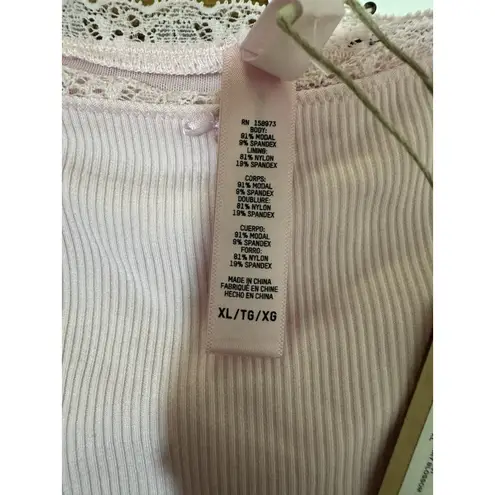 RN 158973
BODY:
91% MODAL
9% SPANDEX
LINING:
81% NYLON
19% SPANDEX
CORPS:
91% MODAL
9% SPANDEX
DOUBLURE:
81% NYLON
19% SPANDEX
CUERPO:
91% MODAL
9% SPANDEX
FORRO:
81% NYLON
19% SPANDEX
MADE IN CHINA
FABRIQUÉ EN CHINE
HECHO EN CHINA
XL/TG/XG